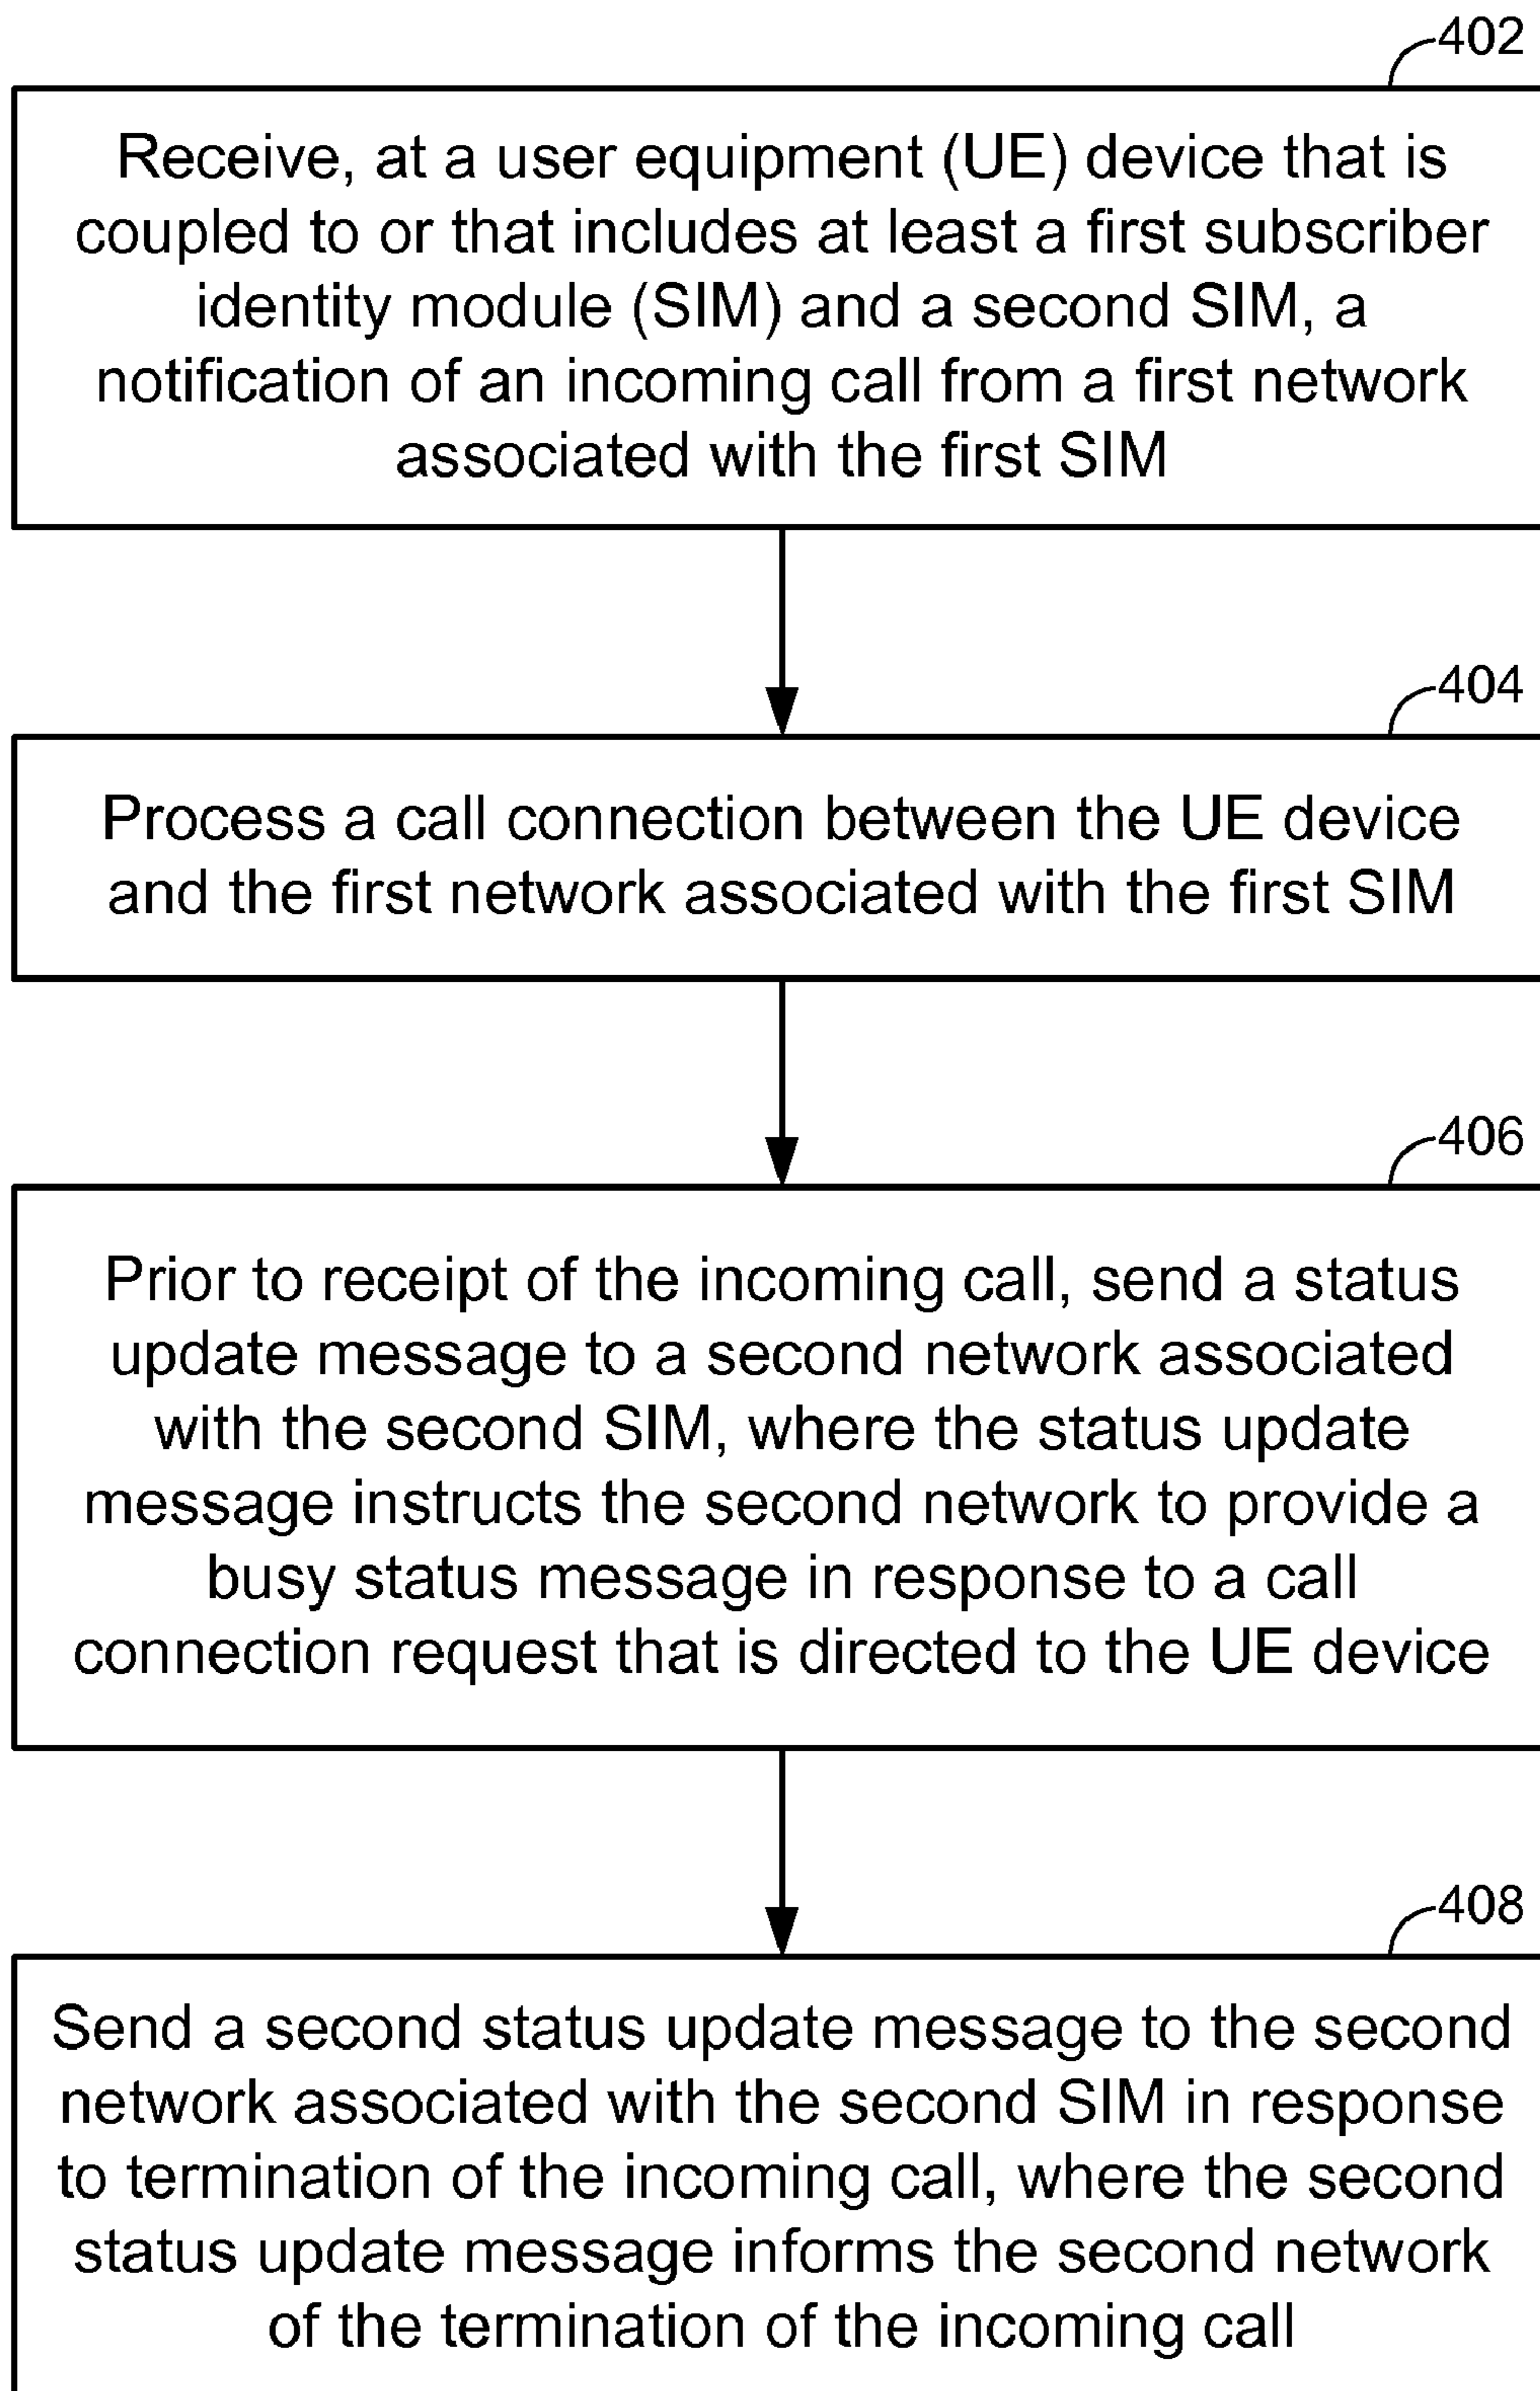 402
Receive, at a user equipment (UE) device that is
coupled to or that includes at least a first subscriber
identity module (SIM) and a second SIM, a
notification of an incoming call from a first network
associated with the first SIM
404
Process a call connection between the UE device
and the first network associated with the first SIM
406
Prior to receipt of the incoming call, send a status
update message to a second network associated
with the second SIM, where the status update
message instructs the second network to provide a
busy status message in response to a call
connection request that is directed to the UE device
408
Send a second status update message to the second
network associated with the second SIM in response
to termination of the incoming call, where the second
status update message informs the second network
of the termination of the incoming call